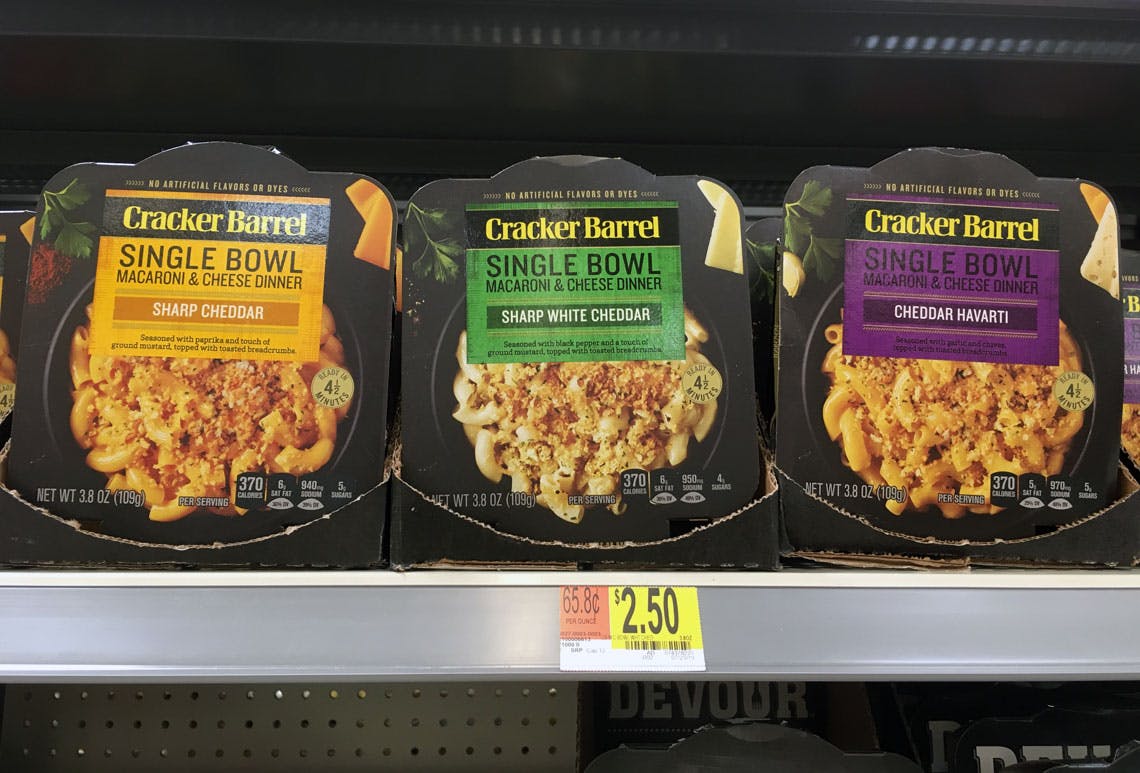 NO ARTIFICIAL FLAVORS OR DYES
Cracker Barrel
SINGLE BOWL
MACARONI & CHEESE DINNER
SHARP CHEDDAR
Seasoned with paprika and touch of
ground mustard, topped with toasted breadcrumbs.
READY IN
4½
MINUTES
NET WT 3.8 OZ (109g)
PER SERVING
370 CALORIES
6g SAT FAT 30% DV
940mg SODIUM
5g SUGARS
NO ARTIFICIAL FLAVORS OR DYES
Cracker Barrel
SINGLE BOWL
MACARONI & CHEESE DINNER
SHARP WHITE CHEDDAR
Seasoned with black pepper and a touch of
ground mustard, topped with toasted breadcrumbs.
READY IN
4½
MINUTES
NET WT 3.8 OZ (109g)
PER SERVING
370 CALORIES
6g SAT FAT 30% DV
950mg SODIUM
4g SUGARS
NO ARTIFICIAL FLAVORS OR DYES
Cracker Barrel
SINGLE BOWL
MACARONI & CHEESE DINNER
CHEDDAR HAVARTI
Seasoned with garlic and chives,
topped with toasted breadcrumbs.
READY IN
4½
MINUTES
NET WT 3.8 OZ (109g)
PER SERVING
370 CALORIES
5g SAT FAT 25% DV
970mg SODIUM
5g SUGARS
65.8¢
PER OUNCE
$2.50
DEVOUR